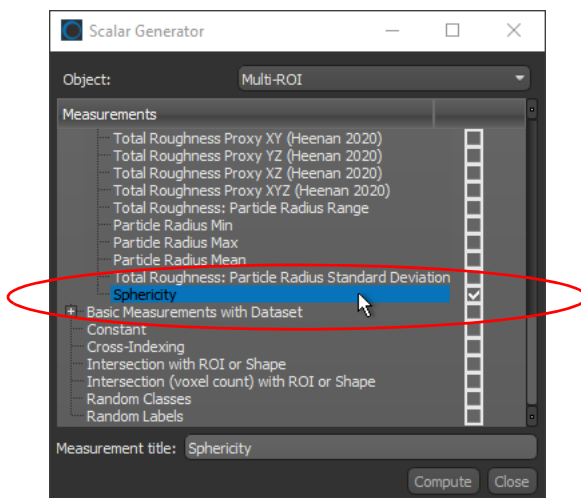 Scalar Generator
Object: Multi-ROI
Measurements
Total Roughness Proxy XY (Heenan 2020)
Total Roughness Proxy YZ (Heenan 2020)
Total Roughness Proxy XZ (Heenan 2020)
Total Roughness Proxy XYZ (Heenan 2020)
Total Roughness: Particle Radius Range
Particle Radius Min
Particle Radius Max
Particle Radius Mean
Total Roughness: Particle Radius Standard Deviation
Sphericity
Basic Measurements with Dataset
Constant
Cross-Indexing
Intersection with ROI or Shape
Intersection (voxel count) with ROI or Shape
Random Classes
Random Labels
Measurement title: Sphericity
Compute Close